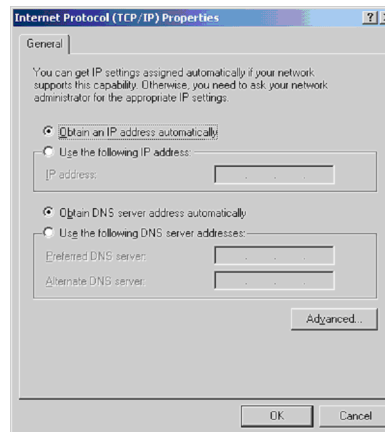 Internet Protocol (TCP/IP) Properties
General
You can get IP settings assigned automatically if your network
supports this capability. Otherwise, you need to ask your network
administrator for the appropriate IP settings.
Obtain an IP address automatically
Use the following IP address:
IP address:
Obtain DNS server address automatically
Use the following DNS server addresses:
Preferred DNS server:
Alternate DNS server:
Advanced...
OK
Cancel